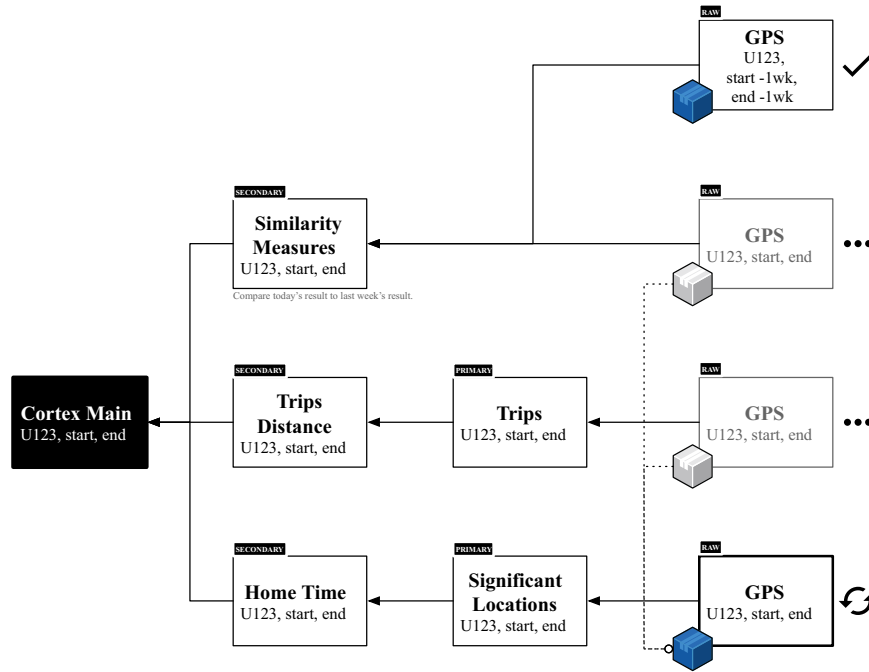 RAW
GPS
U123,
start -1wk,
end -1wk
SECONDARY
Similarity
Measures
U123, start, end
Compare today's result to last week's result.
RAW
GPS
U123, start, end
Cortex Main
U123, start, end
SECONDARY
Trips
Distance
U123, start, end
PRIMARY
Trips
U123, start, end
RAW
GPS
U123, start, end
SECONDARY
Home Time
U123, start, end
PRIMARY
Significant
Locations
U123, start, end
RAW
GPS
U123, start, end